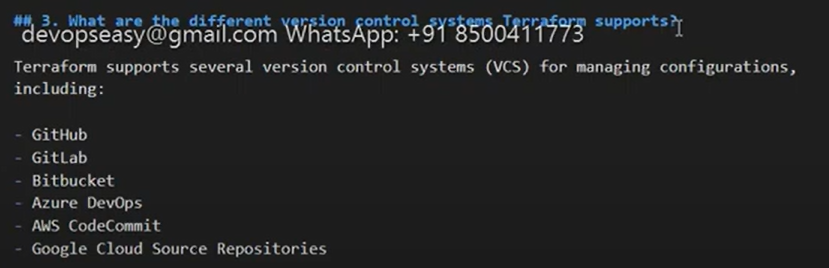 ## 3. What are the different version control systems Terraform supports?
devopseasy@gmail.com WhatsApp: +91 8500411773
Terraform supports several version control systems (VCS) for managing configurations,
including:
- GitHub
- GitLab
- Bitbucket
- Azure DevOps
- AWS CodeCommit
- Google Cloud Source Repositories